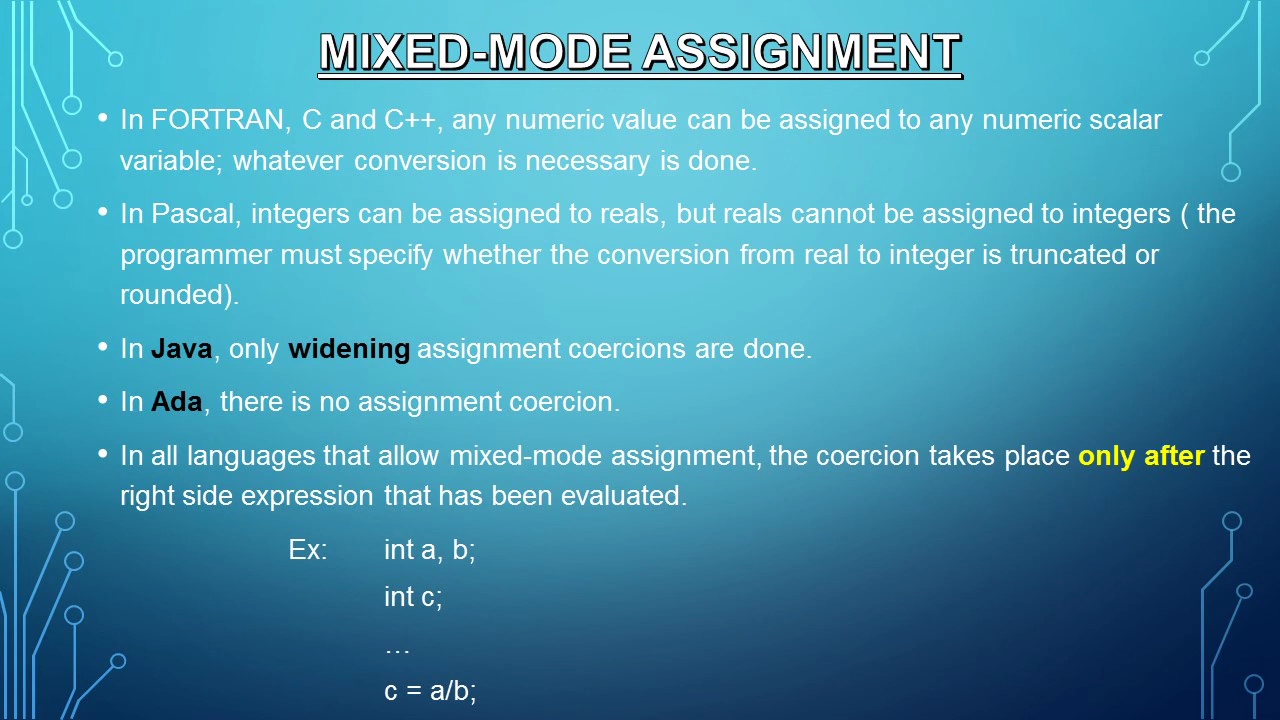 MIXED-MODE ASSIGNMENT
• In FORTRAN, C and C++, any numeric value can be assigned to any numeric scalar
variable; whatever conversion is necessary is done.
• In Pascal, integers can be assigned to reals, but reals cannot be assigned to integers ( the
programmer must specify whether the conversion from real to integer is truncated or
rounded).
• In Java, only widening assignment coercions are done.
• In Ada, there is no assignment coercion.
• In all languages that allow mixed-mode assignment, the coercion takes place only after the
right side expression that has been evaluated.
Ex: int a, b;
int c;
…
c = a/b;